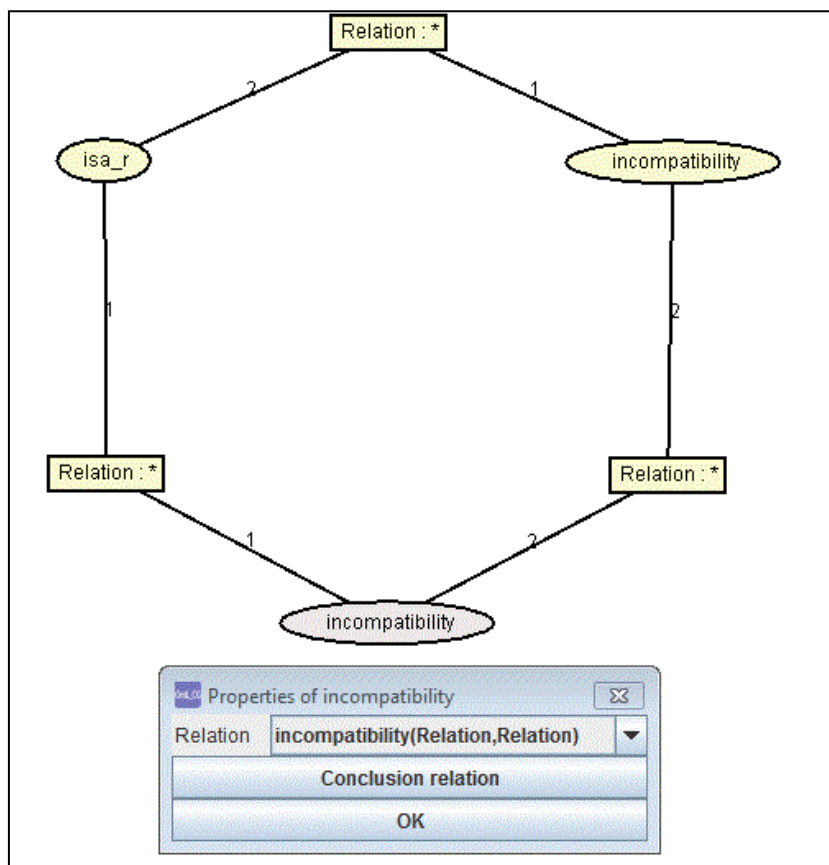 Relation : *
2
1
isa_r
incompatibility
1
2
Relation : *
Relation : *
1
2
incompatibility
Properties of incompatibility
Relation incompatibility(Relation,Relation)
Conclusion relation
OK